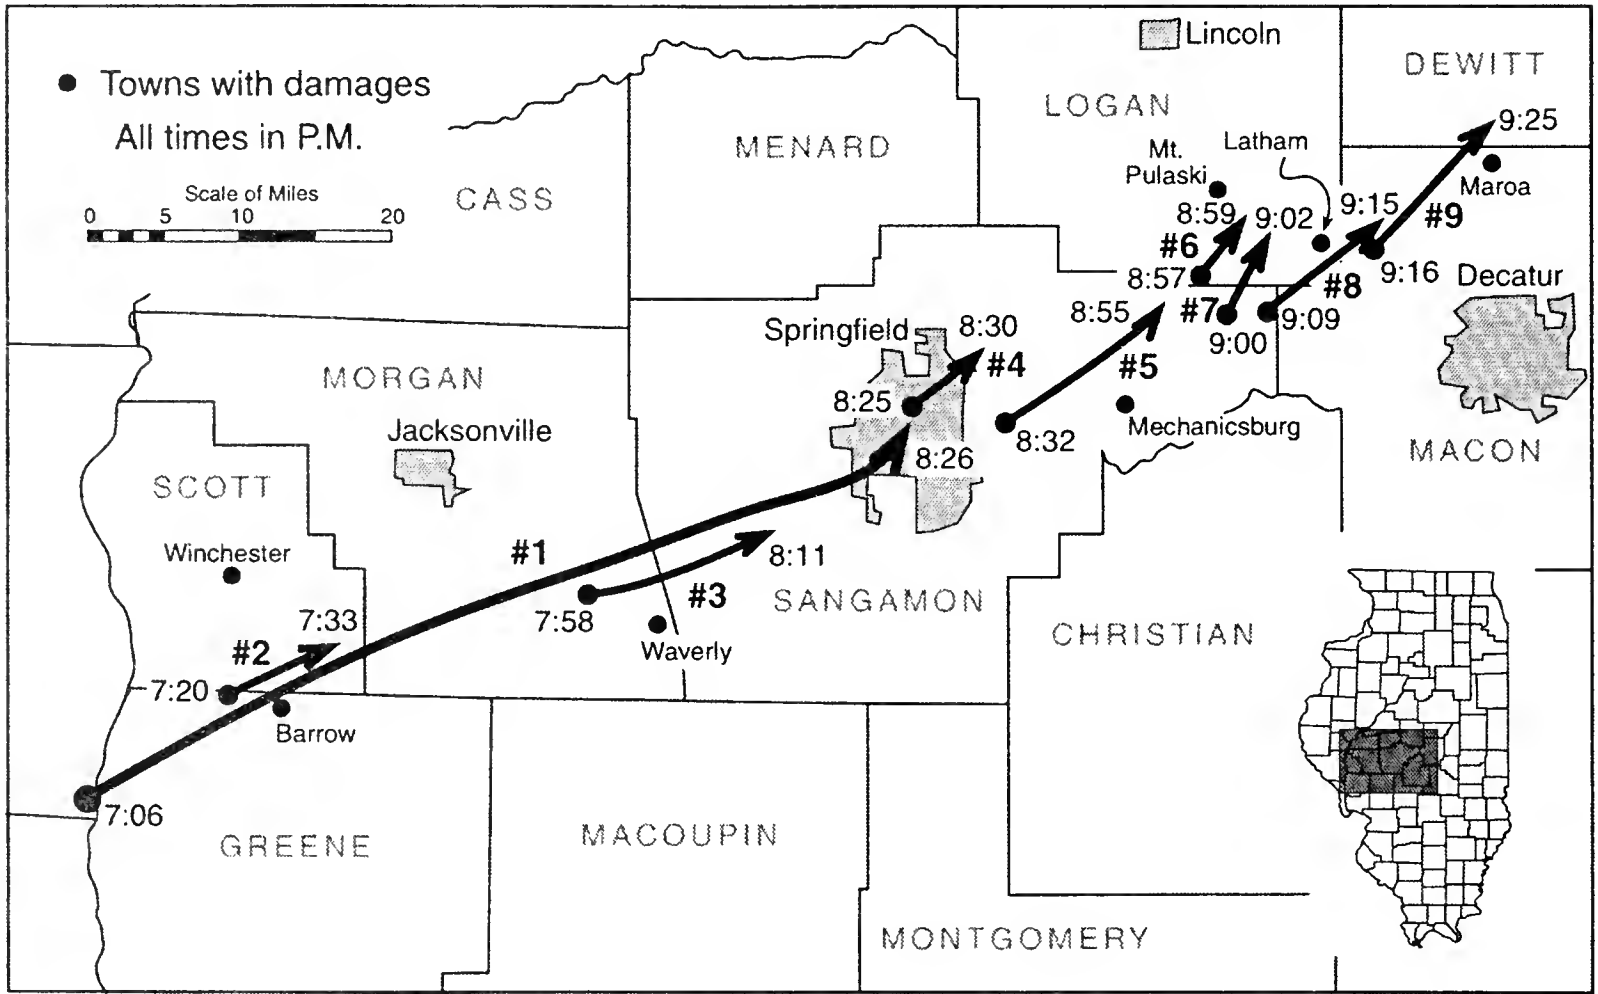 Lincoln
DEWITT
Towns with damages
All times in P.M.
LOGAN
9:25
MENARD
Latham
Mt.
Pulaski
Maroa
Scale of Miles
0 5 10 20
CASS
8:59
9:02
9:15
#9
#6
8:57
9:16
Decatur
#8
8:55
#7
9:09
9:00
Springfield
8:30
#4
#5
MORGAN
8:25
Mechanicsburg
8:32
Jacksonville
8:26
MACON
SCOTT
Winchester
#1
8:11
#3
SANGAMON
7:58
7:33
CHRISTIAN
#2
Waverly
7:20
Barrow
7:06
GREENE
MACOUPIN
MONTGOMERY